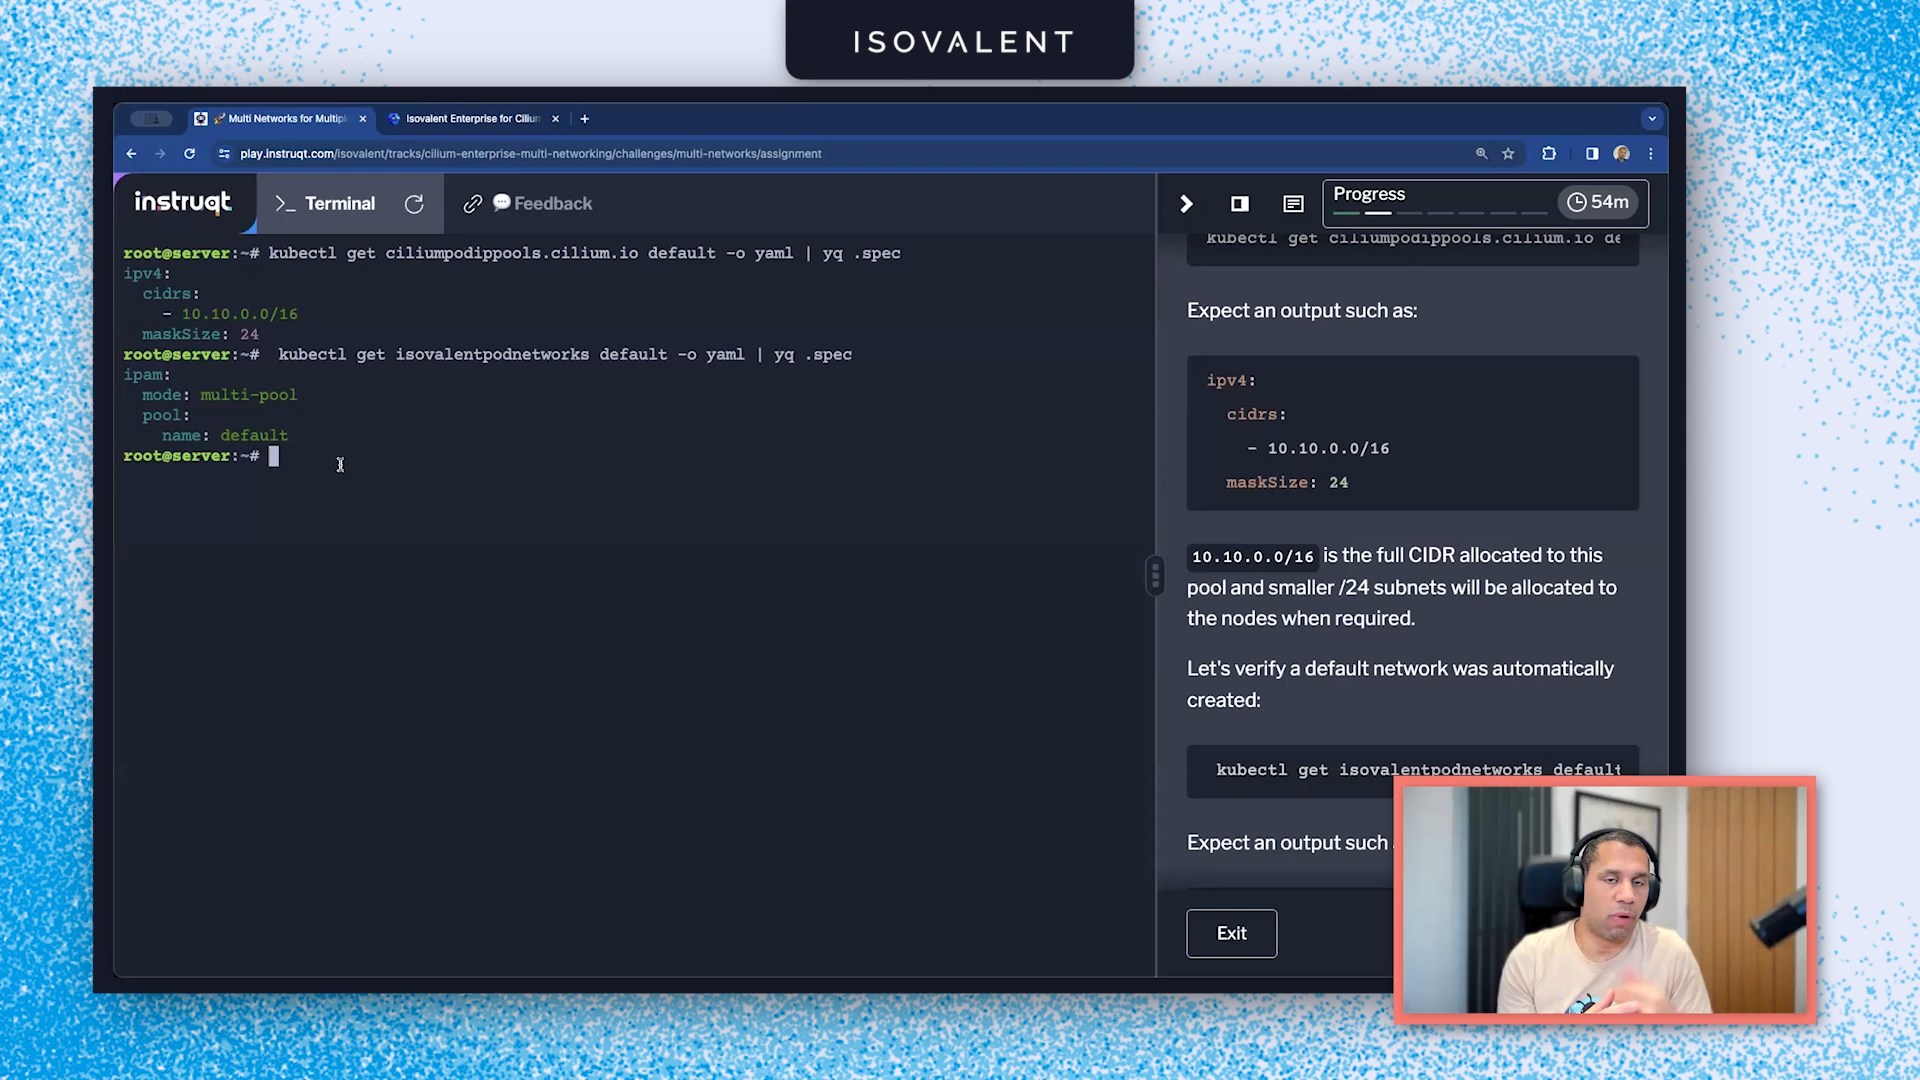 ISOVALENT
Multi Networks for Multipl
Isovalent Enterprise for Cilium
play.instruqt.com/isovalent/tracks/cilium-enterprise-multi-networking/challenges/multi-networks/assignment
instruqt
>_ Terminal
Feedback
Progress
54m
root@server:~# kubectl get ciliumpodippools.cilium.io default -o yaml | yq .spec
ipv4:
cidrs:
- 10.10.0.0/16
maskSize: 24
root@server:~#  kubectl get isovalentpodnetworks default -o yaml | yq .spec
ipam:
mode: multi-pool
pool:
name: default
root@server:~#
kubectl get ciliumpodippools.cilium.io de
Expect an output such as:
ipv4:
cidrs:
- 10.10.0.0/16
maskSize: 24
10.10.0.0/16 is the full CIDR allocated to this
pool and smaller /24 subnets will be allocated to
the nodes when required.
Let's verify a default network was automatically
created:
kubectl get isovalentpodnetworks default
Expect an output such
Exit